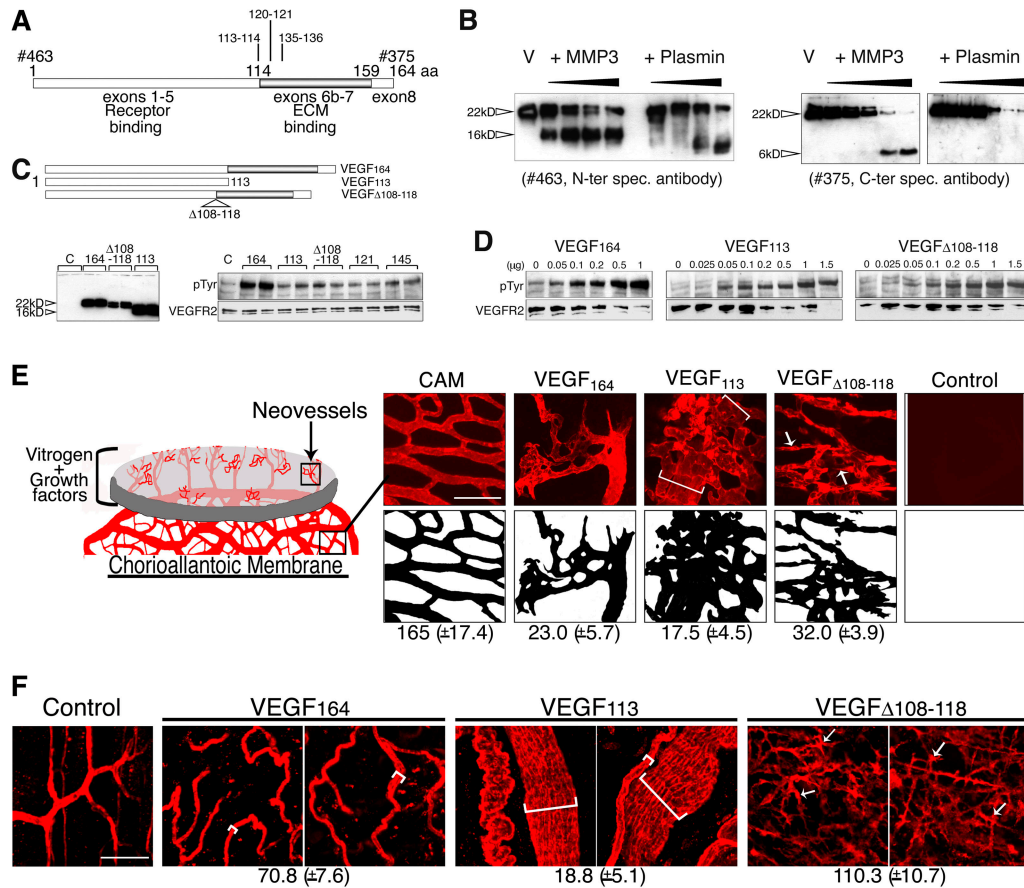 A
120-121
113-114
135-136
#463
#375
1
114
159
164 aa
exons 1-5
exons 6b-7
exon8
Receptor
ECM
binding
binding
B
V
+ MMP3
+ Plasmin
+ MMP3
+ Plasmin
22kD
16kD
22kD
6kD
(#463, N-ter spec. antibody)
(#375, C-ter spec. antibody)
C
VEGF164
1
113
VEGF113
VEGFΔ108-118
Δ108-118
C
164
Δ108
-118
113
22kD
16kD
C
164
113
Δ108
-118
121
145
pTyr
VEGFR2
D
VEGF164
VEGF113
VEGFΔ108-118
(μg)
0 0.05 0.1 0.2 0.5 1
0 0.025 0.05 0.1 0.2 0.5 1 1.5
0 0.025 0.05 0.1 0.2 0.5 1 1.5
pTyr
VEGFR2
E
CAM
VEGF164
VEGF113
VEGFΔ108-118
Control
Neovessels
Vitrogen
+
Growth
factors
Chorioallantoic Membrane
165 (±17.4)
23.0 (±5.7)
17.5 (±4.5)
32.0 (±3.9)
F
Control
VEGF164
VEGF113
VEGFΔ108-118
70.8 (±7.6)
18.8 (±5.1)
110.3 (±10.7)